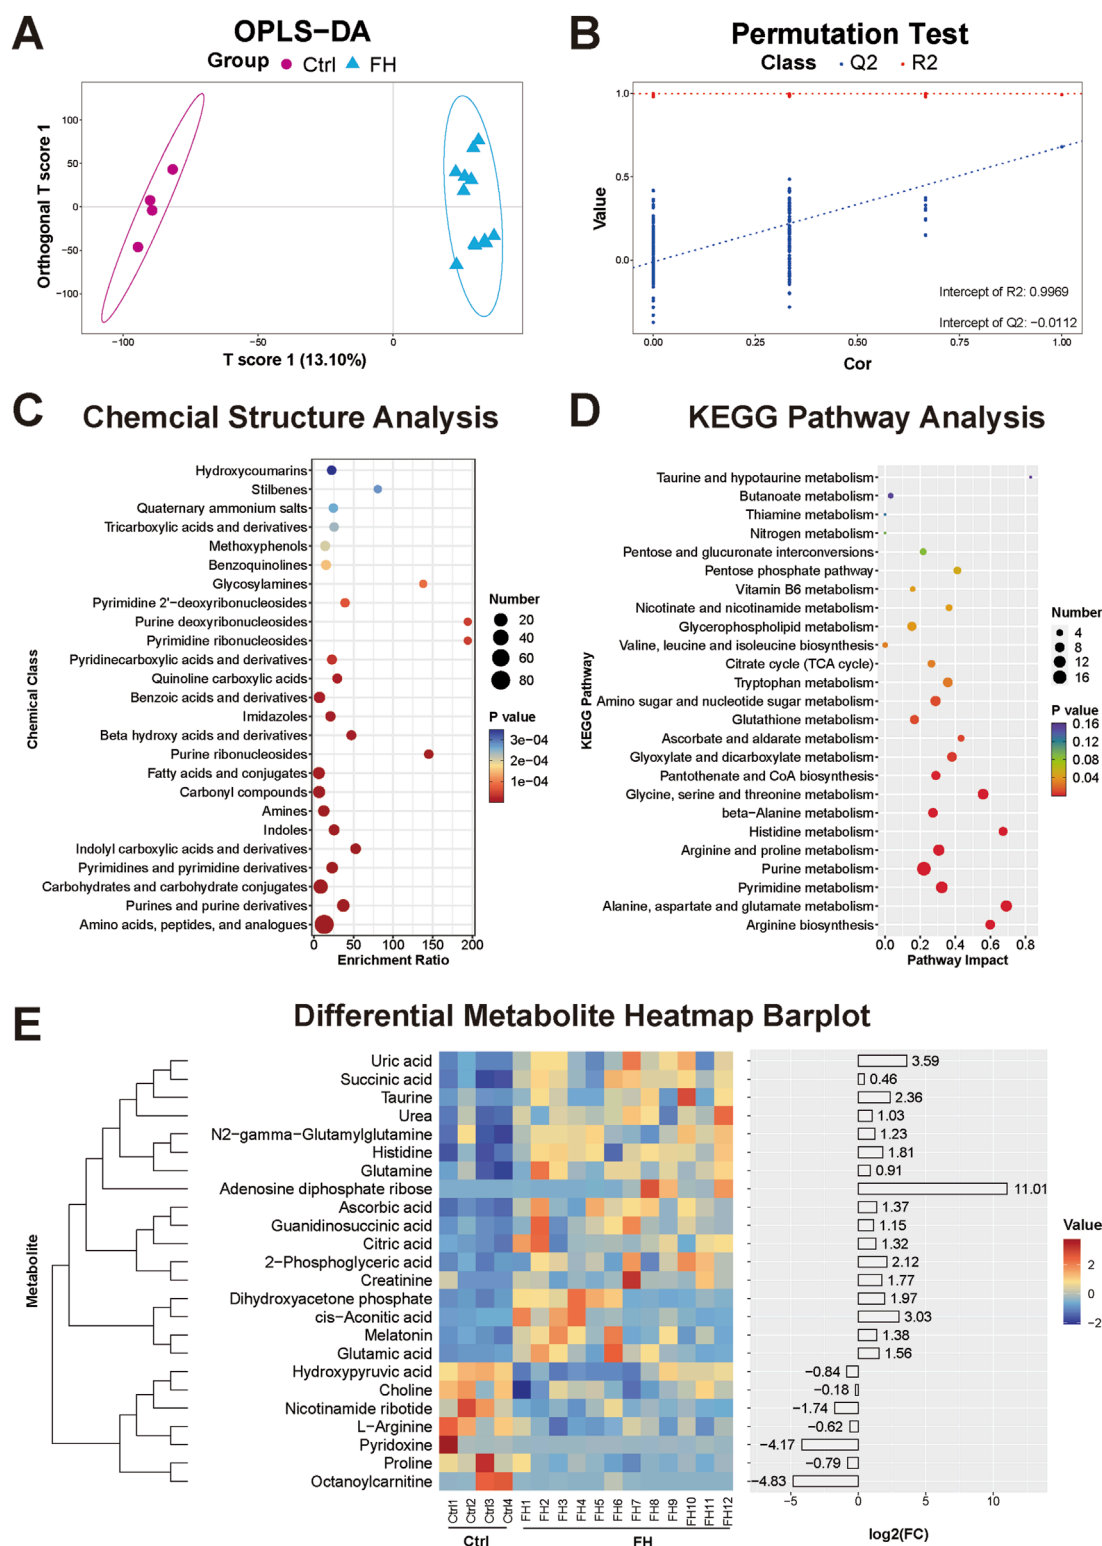 A
OPLS−DA
Group Ctrl FH
Orthogonal T score 1
100
50
0
−50
−100
−100 −50 0
T score 1 (13.10%)
B
Permutation Test
Class Q2 R2
Value
1.0
0.5
0.0
Intercept of R2: 0.9969
Intercept of Q2: −0.0112
0.00 0.25 0.50 0.75 1.00
Cor
C
Chemcial Structure Analysis
Chemical Class
Hydroxycoumarins
Stilbenes
Quaternary ammonium salts
Tricarboxylic acids and derivatives
Methoxyphenols
Benzoquinolines
Glycosylamines
Pyrimidine 2'−deoxyribonucleosides
Purine deoxyribonucleosides
Pyrimidine ribonucleosides
Pyridinecarboxylic acids and derivatives
Quinoline carboxylic acids
Benzoic acids and derivatives
Imidazoles
Beta hydroxy acids and derivatives
Purine ribonucleosides
Fatty acids and conjugates
Carbonyl compounds
Amines
Indoles
Indolyl carboxylic acids and derivatives
Pyrimidines and pyrimidine derivatives
Carbohydrates and carbohydrate conjugates
Purines and purine derivatives
Amino acids, peptides, and analogues
0 50 100 150 200
Enrichment Ratio
Number
20
40
60
80
P value
3e−04
2e−04
1e−04
D
KEGG Pathway Analysis
KEGG Pathway
Taurine and hypotaurine metabolism
Butanoate metabolism
Thiamine metabolism
Nitrogen metabolism
Pentose and glucuronate interconversions
Pentose phosphate pathway
Vitamin B6 metabolism
Nicotinate and nicotinamide metabolism
Glycerophospholipid metabolism
Valine, leucine and isoleucine biosynthesis
Citrate cycle (TCA cycle)
Tryptophan metabolism
Amino sugar and nucleotide sugar metabolism
Glutathione metabolism
Ascorbate and aldarate metabolism
Glyoxylate and dicarboxylate metabolism
Pantothenate and CoA biosynthesis
Glycine, serine and threonine metabolism
beta−Alanine metabolism
Histidine metabolism
Arginine and proline metabolism
Purine metabolism
Pyrimidine metabolism
Alanine, aspartate and glutamate metabolism
Arginine biosynthesis
0.0 0.2 0.4 0.6 0.8
Pathway Impact
Number
4
8
12
16
P value
0.16
0.12
0.08
0.04
E
Differential Metabolite Heatmap Barplot
Metabolite
Uric acid 3.59
Succinic acid 0.46
Taurine 2.36
Urea 1.03
N2−gamma−Glutamylglutamine 1.23
Histidine 1.81
Glutamine 0.91
Adenosine diphosphate ribose 11.01
Ascorbic acid 1.37
Guanidinosuccinic acid 1.15
Citric acid 1.32
2−Phosphoglyceric acid 2.12
Creatinine 1.77
Dihydroxyacetone phosphate 1.97
cis−Aconitic acid 3.03
Melatonin 1.38
Glutamic acid 1.56
Hydroxypyruvic acid −0.84
Choline −0.18
Nicotinamide ribotide −1.74
L−Arginine −0.62
Pyridoxine −4.17
Proline −0.79
Octanoylcarnitine −4.83
Ctrl1 Ctrl2 Ctrl3 Ctrl4 FH1 FH2 FH3 FH4 FH5 FH6 FH7 FH8 FH9 FH10 FH11 FH12
Ctrl FH
−5 0 5 10
log2(FC)
Value
2
0
−2